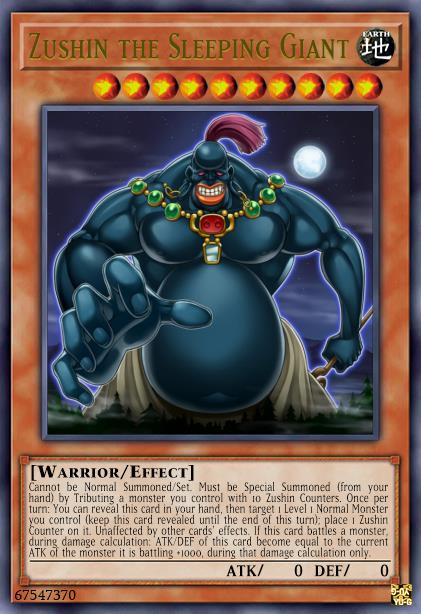 Zushin the Sleeping Giant
EARTH
地
[Warrior/Effect]
Cannot be Normal Summoned/Set. Must be Special Summoned (from your
hand) by Tributing a monster you control with 10 Zushin Counters. Once per
turn: You can reveal this card in your hand, then target 1 Level 1 Normal Monster
you control (keep this card revealed until the end of this turn); place 1 Zushin
Counter on it. Unaffected by other cards' effects. If this card battles a monster,
during damage calculation: ATK/DEF of this card become equal to the current
ATK of the monster it is battling +1000, during that damage calculation only.
ATK/ 0 DEF/ 0
67547370